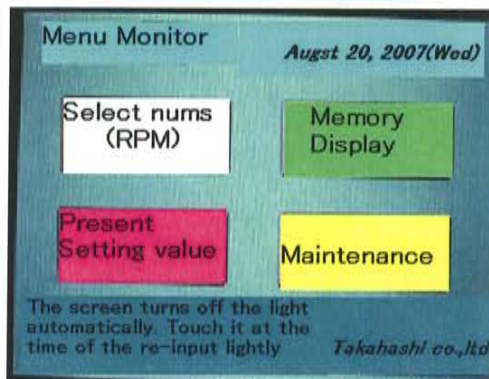 Menu Monitor
Augst 20, 2007(Wed)
Select nums
(RPM)
Memory
Display
Present
Setting value
Maintenance
The screen turns off the light
automatically. Touch it at the
time of the re-input lightly
Takahashi co.,ltd